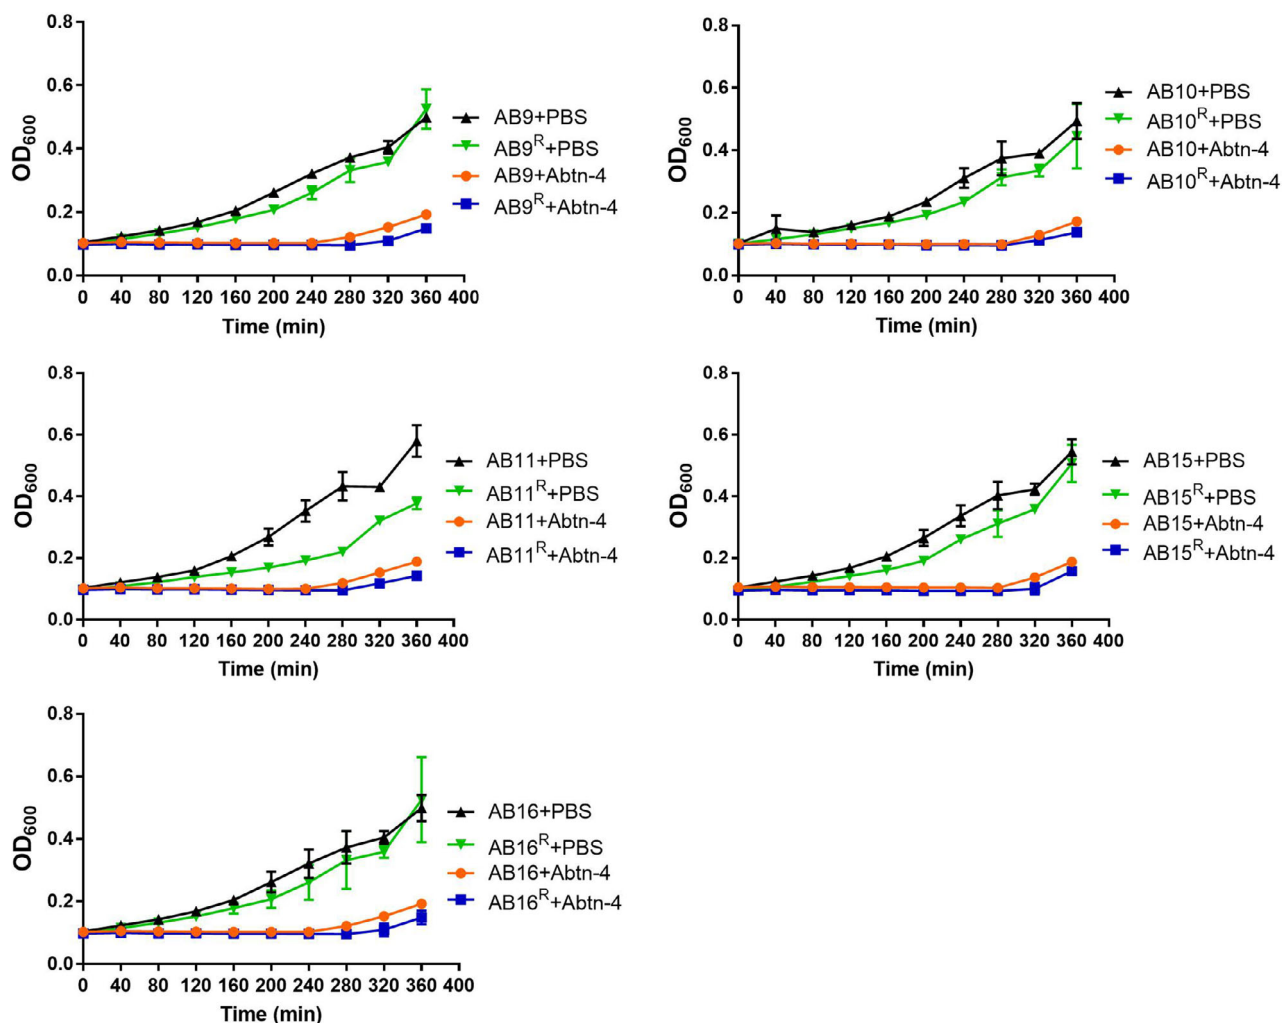 0.8
0.6
0.4
0.2
0.0
OD600
0 40 80 120 160 200 240 280 320 360 400
Time (min)
AB9+PBS
AB9R+PBS
AB9+Abtn-4
AB9R+Abtn-4
0.8
0.6
0.4
0.2
0.0
OD600
0 40 80 120 160 200 240 280 320 360 400
Time (min)
AB10+PBS
AB10R+PBS
AB10+Abtn-4
AB10R+Abtn-4
0.8
0.6
0.4
0.2
0.0
OD600
0 40 80 120 160 200 240 280 320 360 400
Time (min)
AB11+PBS
AB11R+PBS
AB11+Abtn-4
AB11R+Abtn-4
0.8
0.6
0.4
0.2
0.0
OD600
0 40 80 120 160 200 240 280 320 360 400
Time (min)
AB15+PBS
AB15R+PBS
AB15+Abtn-4
AB15R+Abtn-4
0.8
0.6
0.4
0.2
0.0
OD600
0 40 80 120 160 200 240 280 320 360 400
Time (min)
AB16+PBS
AB16R+PBS
AB16+Abtn-4
AB16R+Abtn-4